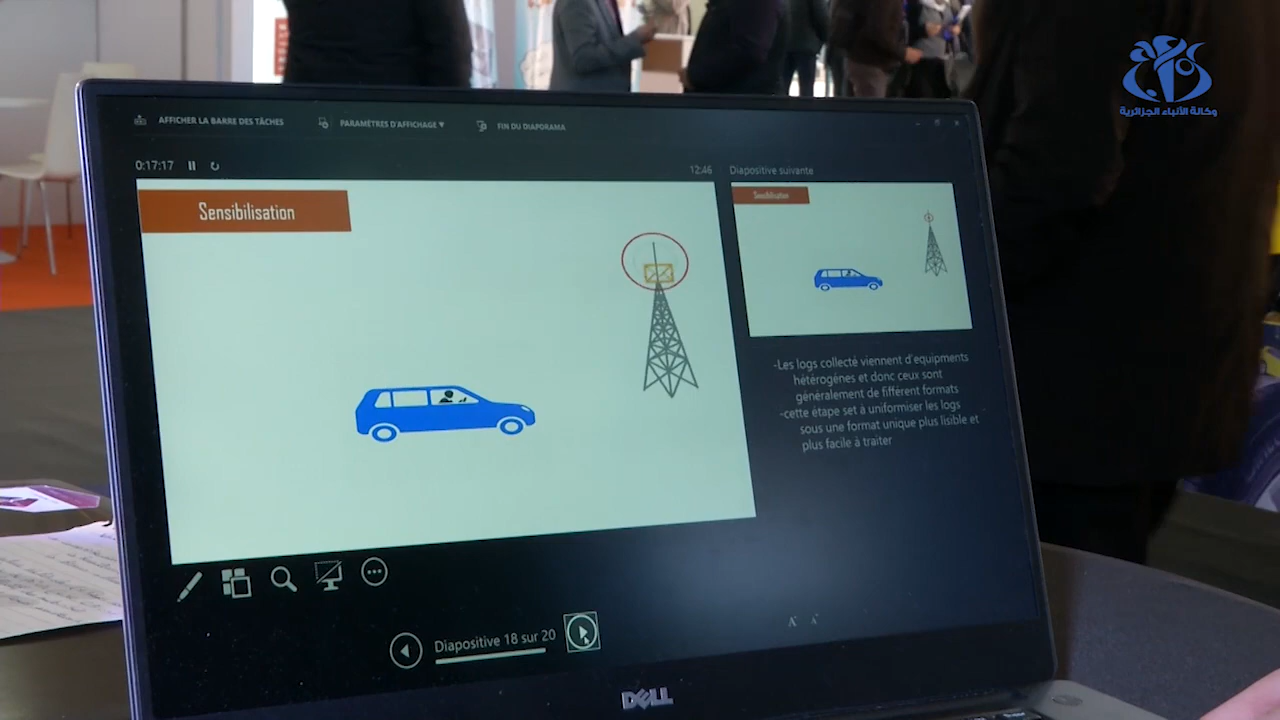 وكالة الأنباء الجزائرية
AFFICHER LA BARRE DES TÂCHES
PARAMÈTRES D'AFFICHAGE
FIN DU DIAPORAMA
0:17:17
12:46
Diapositive suivante
Sensibilisation
Sensibilisation
-Les logs collecté viennent d'equipments
hétérogènes et donc ceux sont
géneralement de fifférent formats
-cette étape set à uniformiser les logs
sous une format unique plus lisible et
plus facile à traiter
Diapositive 18 sur 20
A A
DELL